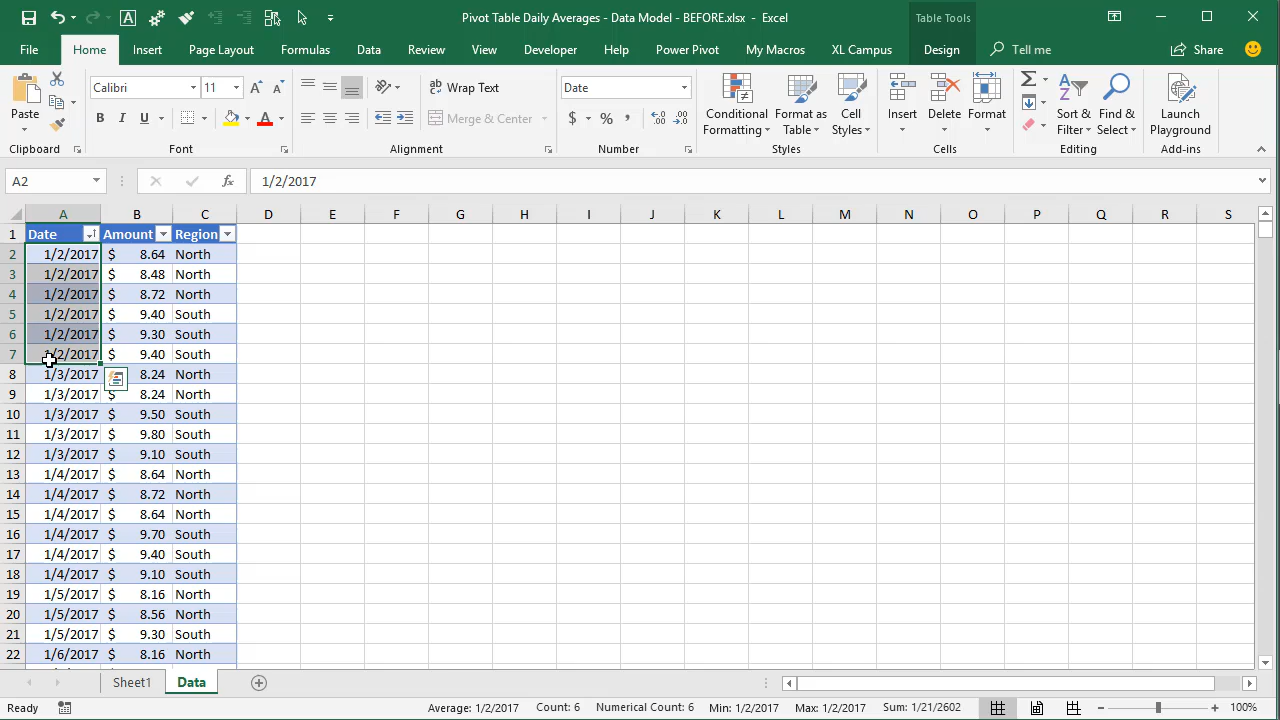 Pivot Table Daily Averages - Data Model - BEFORE.xlsx - Excel
Table Tools
File Home Insert Page Layout Formulas Data Review View Developer Help Power Pivot My Macros XL Campus Design Tell me Share
Paste
Calibri 11
B I U
Wrap Text
Merge & Center
Date
$ % ,
Conditional Formatting
Format as Table
Cell Styles
Insert
Delete
Format
Sort & Filter
Find & Select
Launch Playground
Clipboard Font Alignment Number Styles Cells Editing Add-ins
A2 fx 1/2/2017
A B C D E F G H I J K L M N O P Q R S
1 Date Amount Region
2 1/2/2017 $ 8.64 North
3 1/2/2017 $ 8.48 North
4 1/2/2017 $ 8.72 North
5 1/2/2017 $ 9.40 South
6 1/2/2017 $ 9.30 South
7 1/2/2017 $ 9.40 South
8 1/3/2017 8.24 North
9 1/3/2017 $ 8.24 North
10 1/3/2017 $ 9.50 South
11 1/3/2017 $ 9.80 South
12 1/3/2017 $ 9.10 South
13 1/4/2017 $ 8.64 North
14 1/4/2017 $ 8.72 North
15 1/4/2017 $ 8.64 North
16 1/4/2017 $ 9.70 South
17 1/4/2017 $ 9.40 South
18 1/4/2017 $ 9.10 South
19 1/5/2017 $ 8.16 North
20 1/5/2017 $ 8.56 North
21 1/5/2017 $ 9.30 South
22 1/6/2017 $ 8.16 North
Sheet1 Data
Ready Average: 1/2/2017 Count: 6 Numerical Count: 6 Min: 1/2/2017 Max: 1/2/2017 Sum: 1/21/2602 100%